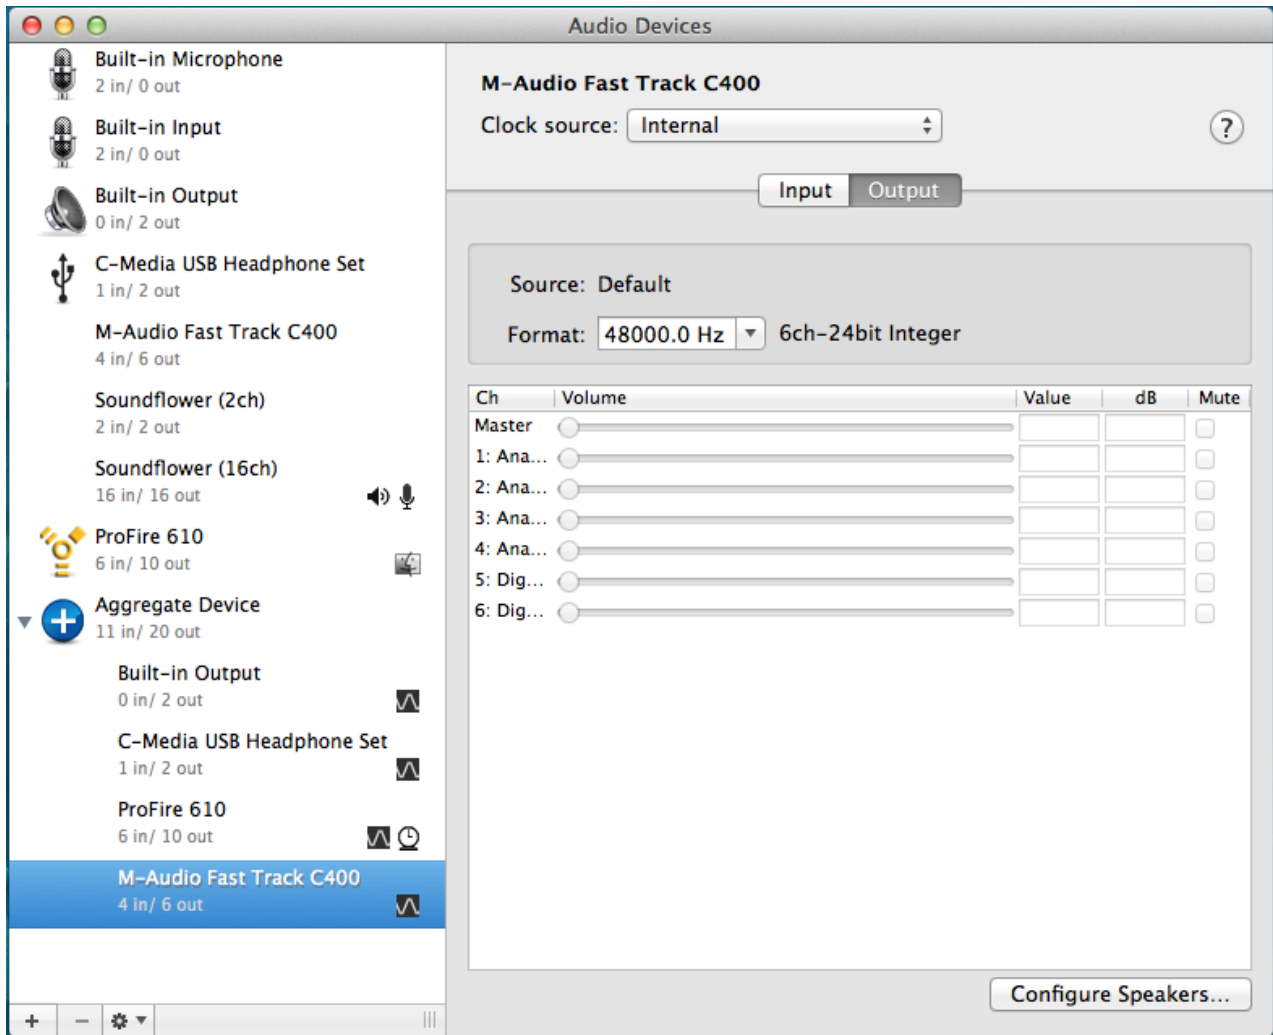 Audio Devices
Built-in Microphone
2 in/ 0 out
Built-in Input
2 in/ 0 out
Built-in Output
0 in/ 2 out
C-Media USB Headphone Set
1 in/ 2 out
M-Audio Fast Track C400
4 in/ 6 out
Soundflower (2ch)
2 in/ 2 out
Soundflower (16ch)
16 in/ 16 out
ProFire 610
6 in/ 10 out
Aggregate Device
11 in/ 20 out
Built-in Output
0 in/ 2 out
C-Media USB Headphone Set
1 in/ 2 out
ProFire 610
6 in/ 10 out
M-Audio Fast Track C400
4 in/ 6 out
M-Audio Fast Track C400
Clock source: Internal
?
Input Output
Source: Default
Format: 48000.0 Hz 6ch-24bit Integer
Ch Volume Value dB Mute
Master
1: Ana...
2: Ana...
3: Ana...
4: Ana...
5: Dig...
6: Dig...
Configure Speakers...